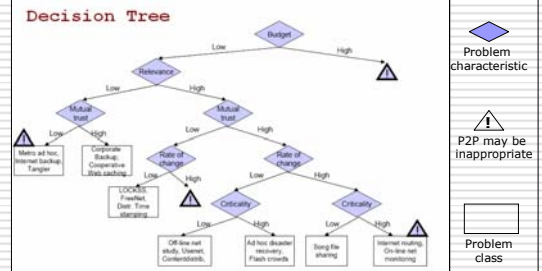 Decision Tree
Budget
Low
High
Relevance
Low
High
Mutual
trust
Mutual
trust
Low
High
Low
High
Metro ad hoc,
Internet backup,
Tangler
Corporate
Backup,
Cooperative
Web caching
Rate of
change
Rate of
change
Low
High
Low
High
LOCKSS,
FreeNet,
Distr. Time
stamping
Criticality
Criticality
Low
High
Low
High
Off-line net
study, Usenet,
Contentdistrib,
Ad hoc disaster
recovery,
Flash crowds
Song file
sharing
Internet routing,
On-line net
monitoring
Problem
characteristic
P2P may be
inappropriate
Problem
class